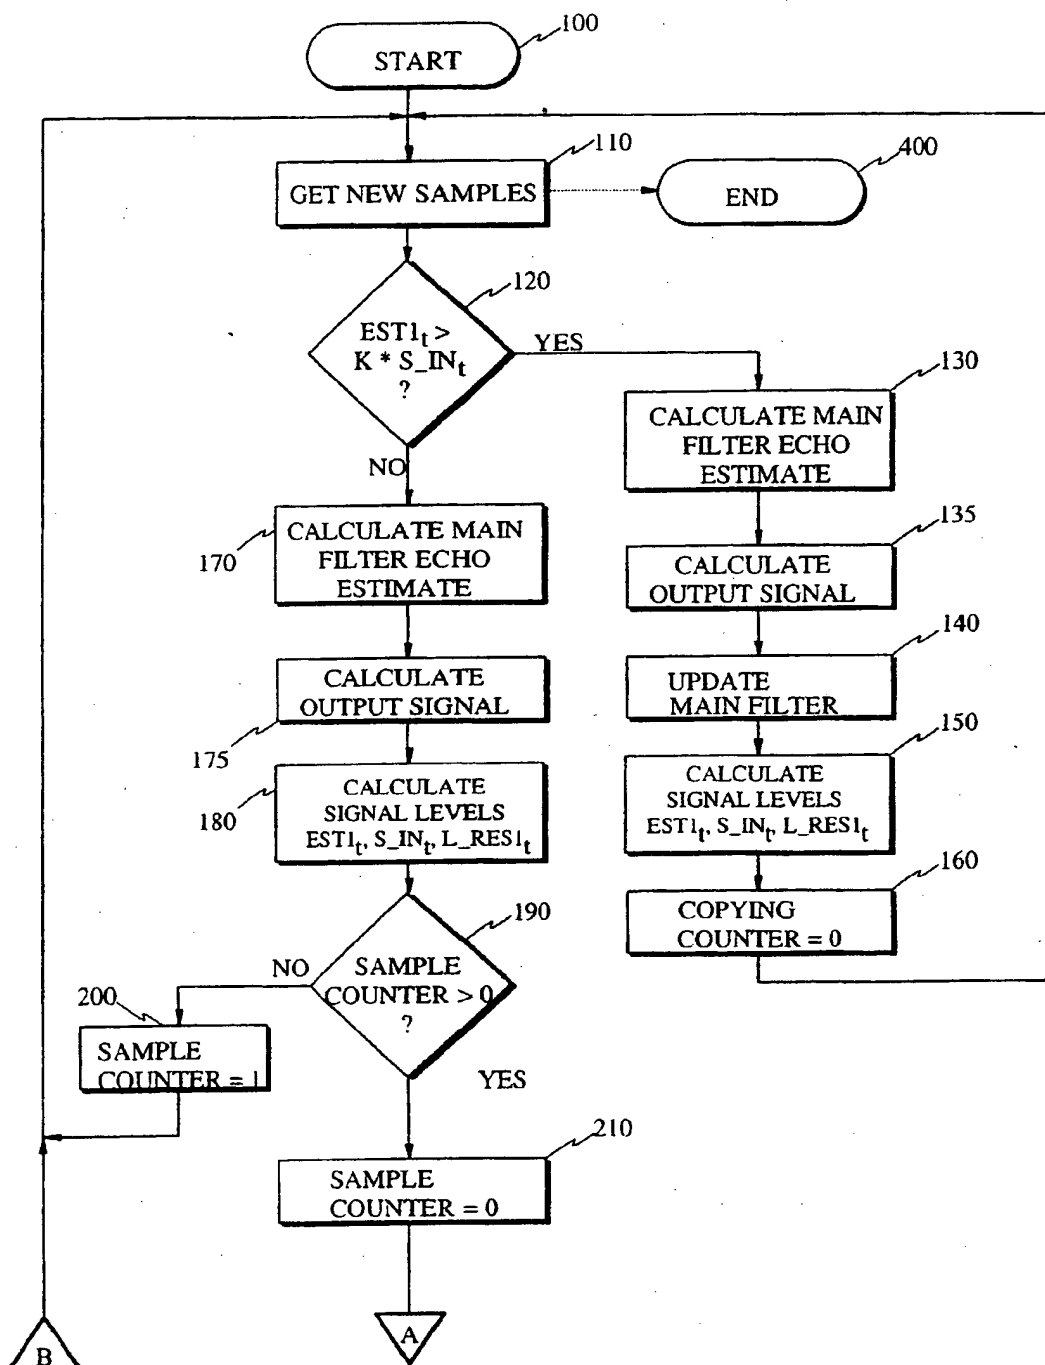 100
START
110
GET NEW SAMPLES
400
END
120
EST1t >
K * S_INt
?
YES
NO
130
CALCULATE MAIN
FILTER ECHO
ESTIMATE
135
CALCULATE
OUTPUT SIGNAL
140
UPDATE
MAIN FILTER
150
CALCULATE
SIGNAL LEVELS
EST1t, S_INt, L_RES1t
160
COPYING
COUNTER = 0
170
CALCULATE MAIN
FILTER ECHO
ESTIMATE
175
CALCULATE
OUTPUT SIGNAL
180
CALCULATE
SIGNAL LEVELS
EST1t, S_INt, L_RES1t
190
SAMPLE
COUNTER > 0
?
NO
YES
200
SAMPLE
COUNTER = 1
210
SAMPLE
COUNTER = 0
A
B